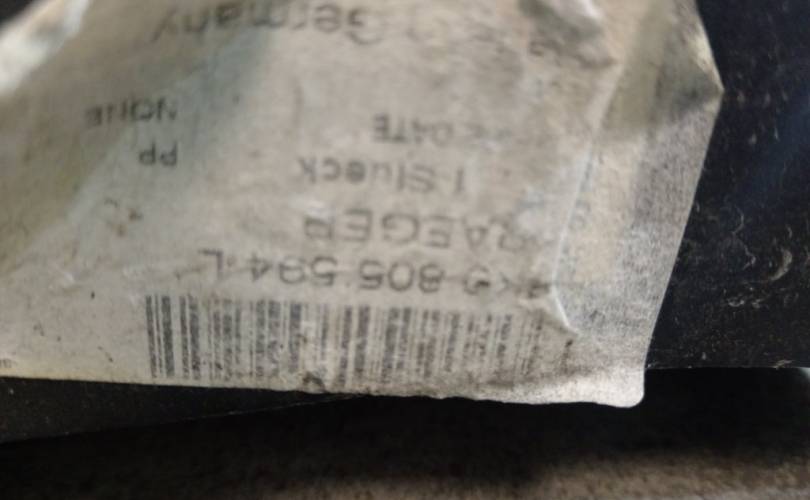 805 594 L
RAEGER
1 Stueck
PP
DATE
NONE
Germany